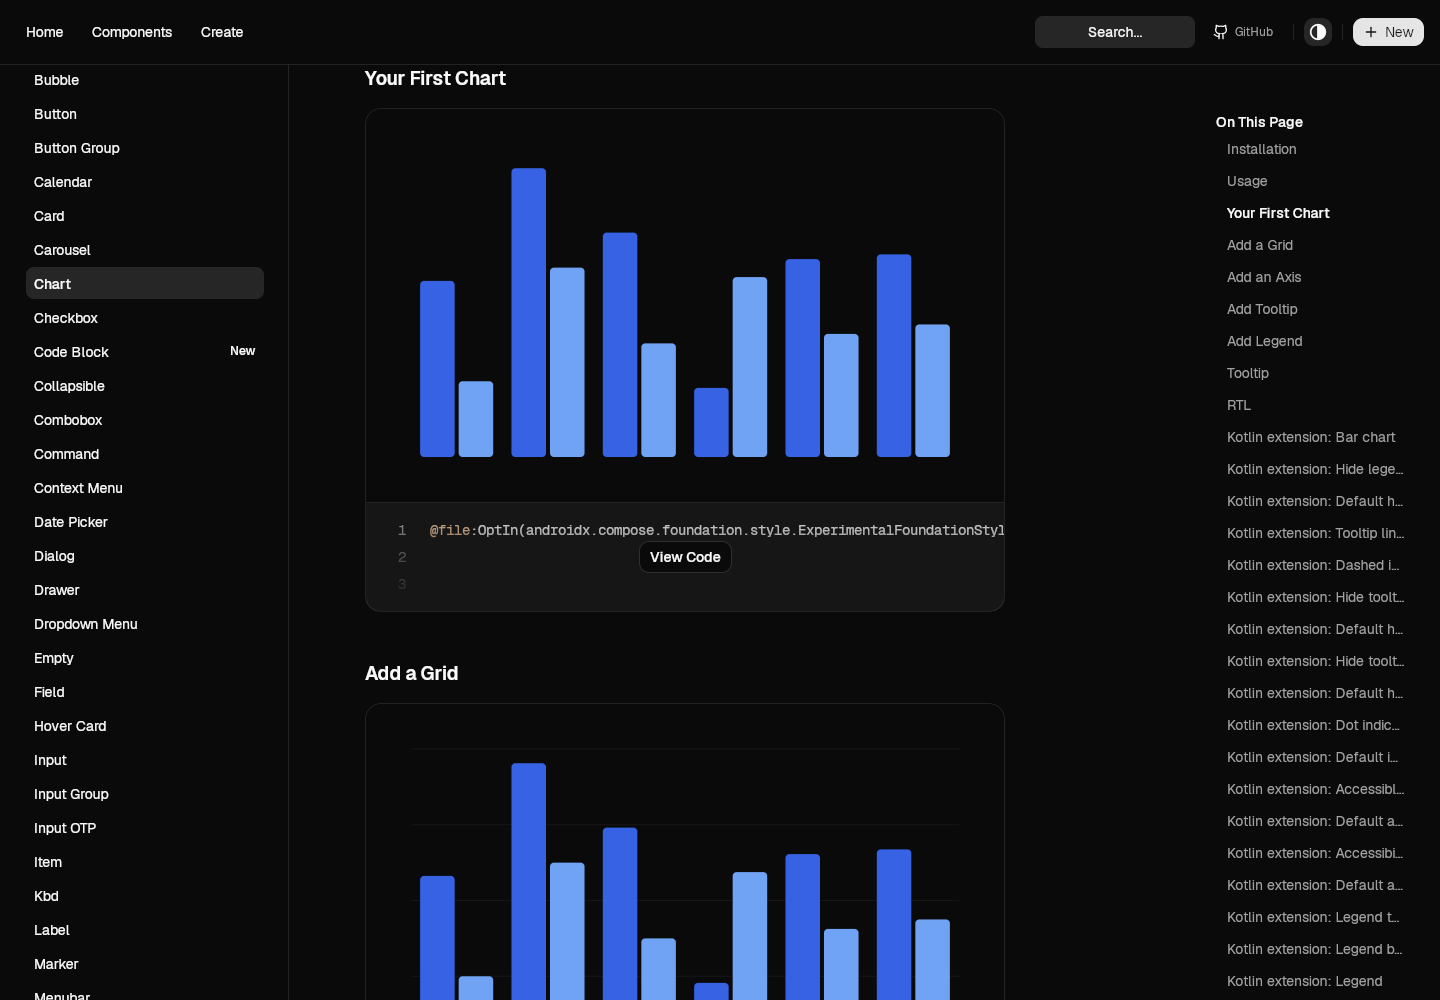 Home
Components
Create
Search...
GitHub
New
Bubble
Button
Button Group
Calendar
Card
Carousel
Chart
Checkbox
Code Block
New
Collapsible
Combobox
Command
Context Menu
Date Picker
Dialog
Drawer
Dropdown Menu
Empty
Field
Hover Card
Input
Input Group
Input OTP
Item
Kbd
Label
Marker
Menubar
Your First Chart
1 @file:OptIn(androidx.compose.foundation.style.ExperimentalFoundationStyl
2
View Code
3
Add a Grid
On This Page
Installation
Usage
Your First Chart
Add a Grid
Add an Axis
Add Tooltip
Add Legend
Tooltip
RTL
Kotlin extension: Bar chart
Kotlin extension: Hide lege...
Kotlin extension: Default h...
Kotlin extension: Tooltip lin...
Kotlin extension: Dashed i...
Kotlin extension: Hide toolt...
Kotlin extension: Default h...
Kotlin extension: Hide toolt...
Kotlin extension: Default h...
Kotlin extension: Dot indic...
Kotlin extension: Default i...
Kotlin extension: Accessibl...
Kotlin extension: Default a...
Kotlin extension: Accessibi...
Kotlin extension: Default a...
Kotlin extension: Legend t...
Kotlin extension: Legend b...
Kotlin extension: Legend